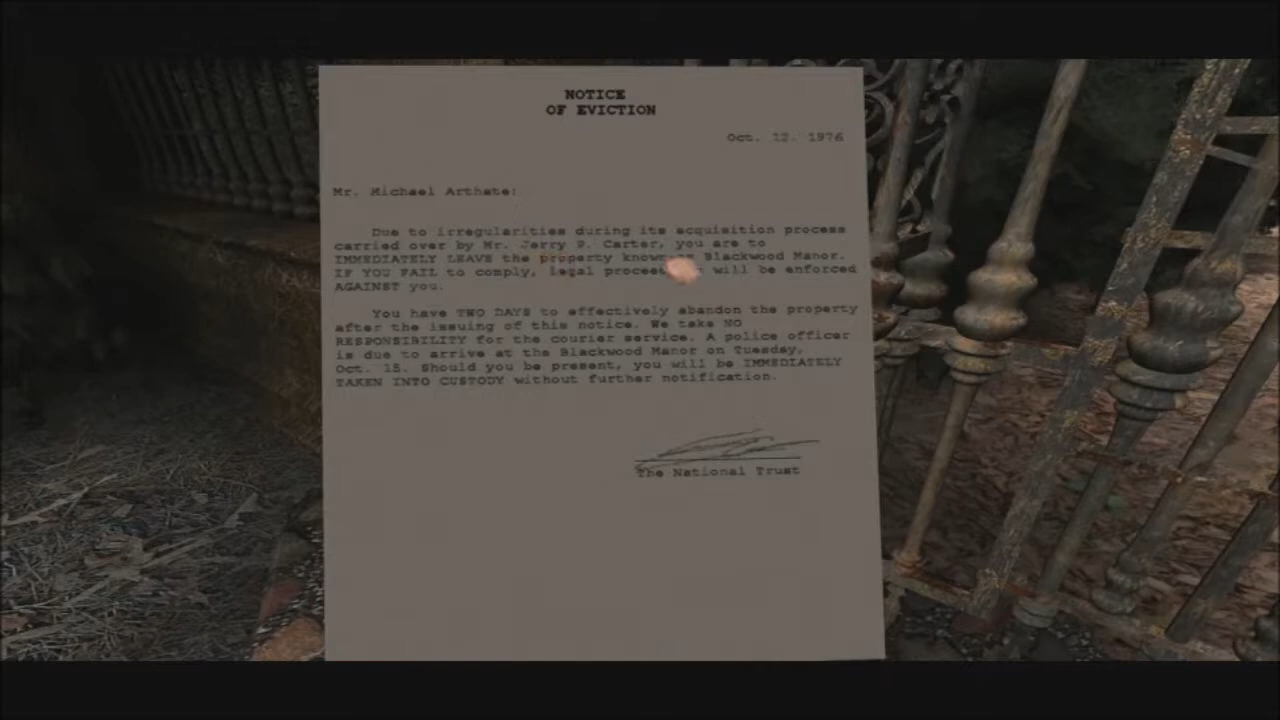 NOTICE
OF EVICTION
Oct. 12. 1976
Mr. Michael Arthate:
Due to irregularities during its acquisition process
carried over by Mr. Jerry P. Carter, you are to
IMMEDIATELY LEAVE the property known as Blackwood Manor.
IF YOU FAIL to comply, legal will be enforced
AGAINST you.
You have TWO DAYS to effectively abandon the property
after the issuing of this notice. We take NO
RESPONSIBILITY for the courier service. A police officer
is due to arrive at the Blackwood Manor on Tuesday,
Oct. 15. Should you be present, you will be IMMEDIATELY
TAKEN INTO CUSTODY without further notification.
The National Trust